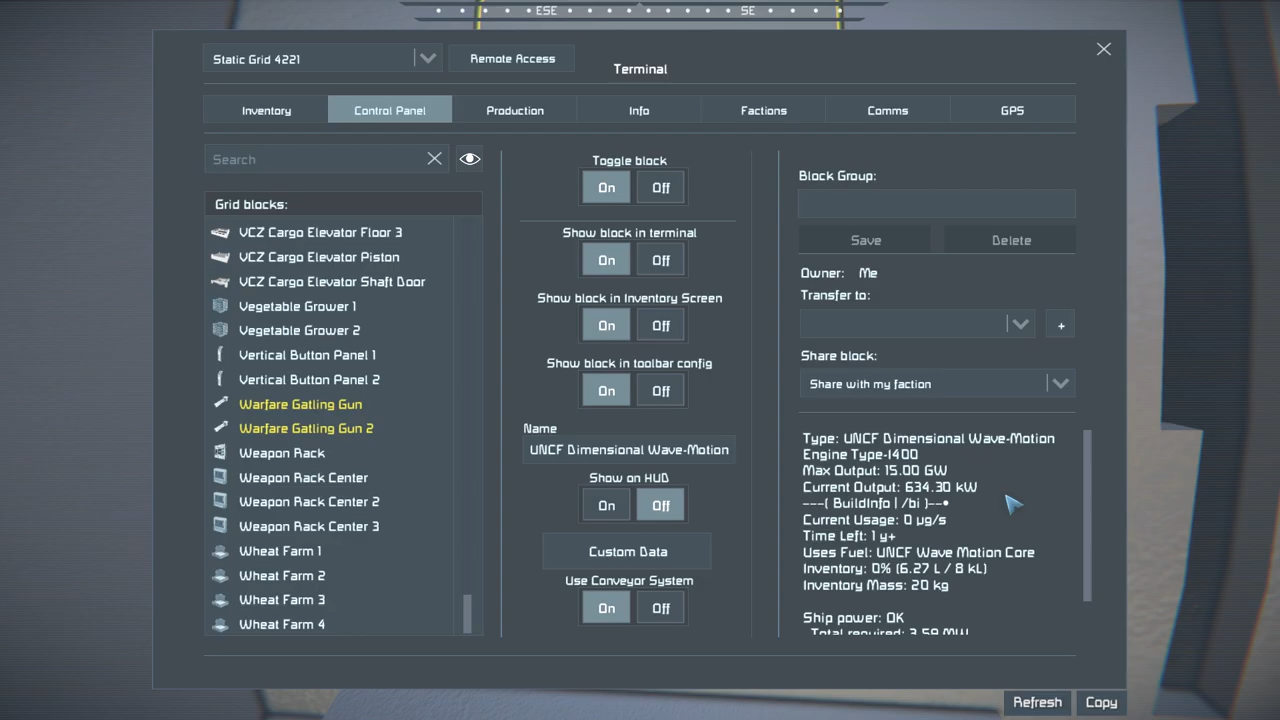 ESE
SE
Static Grid 4221
Remote Access
Terminal
Inventory
Control Panel
Production
Info
Factions
Comms
GPS
Search
Grid blocks:
VCZ Cargo Elevator Floor 3
VCZ Cargo Elevator Piston
VCZ Cargo Elevator Shaft Door
Vegetable Grower 1
Vegetable Grower 2
Vertical Button Panel 1
Vertical Button Panel 2
Warfare Gatling Gun
Warfare Gatling Gun 2
Weapon Rack
Weapon Rack Center
Weapon Rack Center 2
Weapon Rack Center 3
Wheat Farm 1
Wheat Farm 2
Wheat Farm 3
Wheat Farm 4
Toggle block
On Off
Show block in terminal
On Off
Show block in Inventory Screen
On Off
Show block in toolbar config
On Off
Name
UNCF Dimensional Wave-Motion
Show on HUD
On Off
Custom Data
Use Conveyor System
On Off
Block Group:
Save
Delete
Owner: Me
Transfer to:
+
Share block:
Share with my faction
Type: UNCF Dimensional Wave-Motion
Engine Type-1400
Max Output: 15.00 GW
Current Output: 634.30 kW
---( BuildInfo | /bi )--•
Current Usage: 0 µg/s
Time Left: 1 y+
Uses Fuel: UNCF Wave Motion Core
Inventory: 0% (6.27 L / 8 kL)
Inventory Mass: 20 kg
Ship power: OK
Total required: 3.59 MW
Refresh
Copy